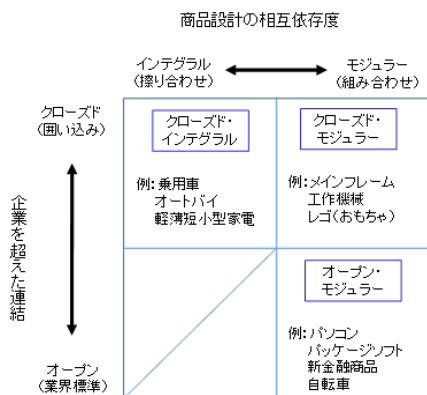 商品設計の相互依存度
インテグラル
(擦り合わせ)
モジュラー
(組み合わせ)
クローズド
(囲い込み)
企業を超えた連結
オープン
(業界標準)
クローズド・
インテグラル
例：乗用車
オートバイ
軽薄短小型家電
クローズド・
モジュラー
例：メインフレーム
工作機械
レゴ(おもちゃ)
オープン・
モジュラー
例：パソコン
パッケージソフト
新金融商品
自転車